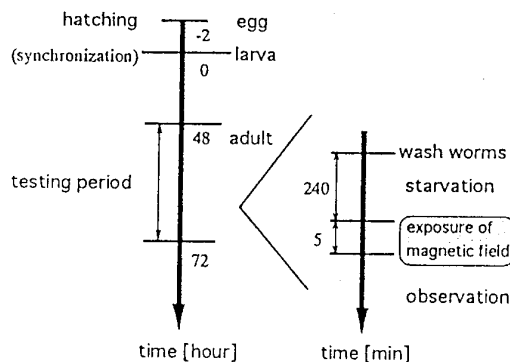 hatching
egg
-2
(synchronization)
larva
0
48
adult
testing period
72
time [hour]
wash worms
240
starvation
5
exposure of
magnetic field
observation
time [min]